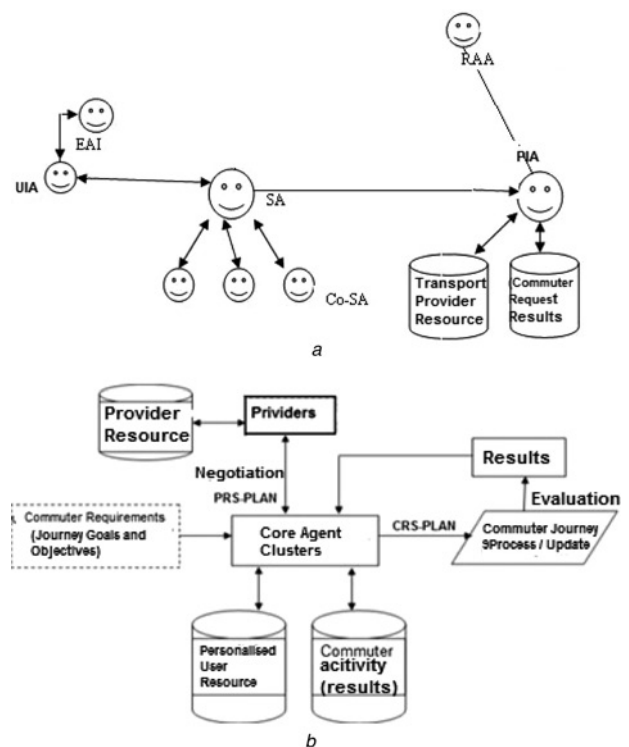 RAA
EAI
PIA
UIA
SA
Co-SA
Transport
Provider
Resource
(Commuter
Request
Results
a
Provider
Resource
Prividers
Negotiation
PRS-PLAN
Results
Evaluation
Commuter Requirements
(Journey Goals and
Objectives)
Core Agent
Clusters
CRS-PLAN
Commuter Journey
9Process / Update
Personalised
User
Resource
Commuter
acitivity
(results)
b